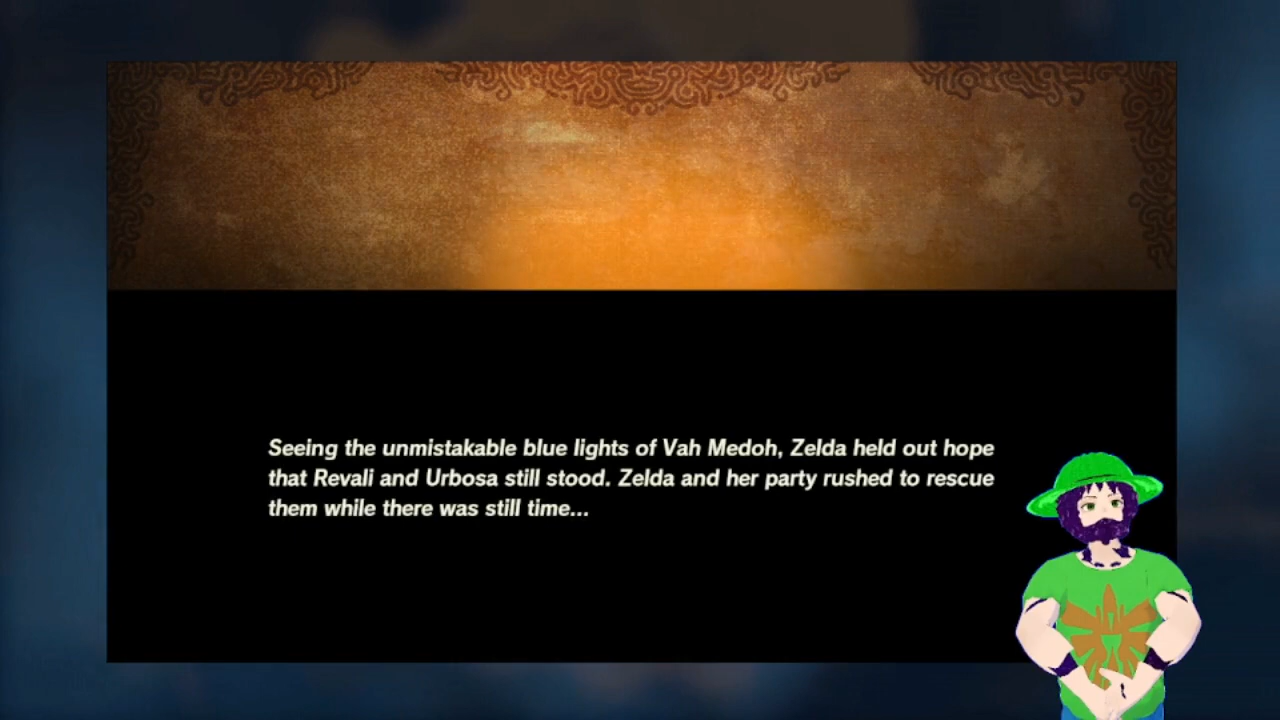 Seeing the unmistakable blue lights of Vah Medoh, Zelda held out hope
that Revali and Urbosa still stood. Zelda and her party rushed to rescue
them while there was still time...